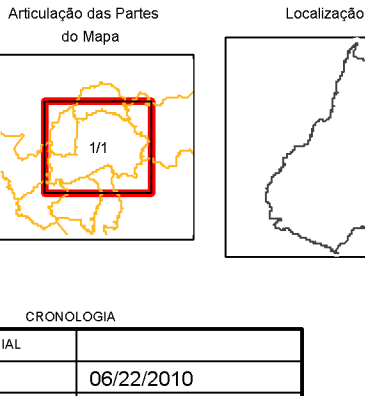 Articulação das Partes
do Mapa
Localização
1/1
CRONOLOGIA
IAL
06/22/2010